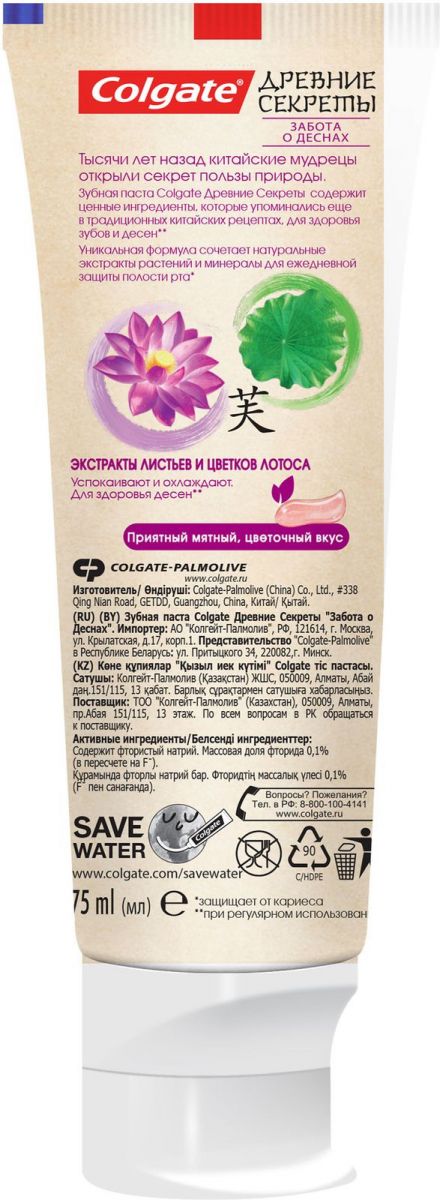 Colgate®
ДРЕВНИЕ
СЕКРЕТЫ
ЗАБОТА
О ДЕСНАХ
Тысячи лет назад китайские мудрецы
открыли секрет пользы природы.
Зубная паста Colgate Древние Секреты содержит
ценные ингредиенты, которые упоминались еще
в традиционных китайских рецептах, для здоровья
зубов и десен**
Уникальная формула сочетает натуральные
экстракты растений и минералы для ежедневной
защиты полости рта*
芙
ЭКСТРАКТЫ ЛИСТЬЕВ И ЦВЕТКОВ ЛОТОСА
Успокаивают и охлаждают.
Для здоровья десен**
Приятный мятный, цветочный вкус
COLGATE-PALMOLIVE
www.colgate.ru
Изготовитель/ Өндіруші: Colgate-Palmolive (China) Co., Ltd., #338
Qing Nian Road, GETDD, Guangzhou, China, Китай/ Қытай.
(RU) (BY) Зубная паста Colgate Древние Секреты "Забота о
Деснах". Импортер: АО "Колгейт-Палмолив", РФ, 121614, г. Москва,
ул. Крылатская, д.17, корп.1. Представительство "Colgate-Palmolive"
в Республике Беларусь: ул. Притыцкого 34, 220082,г. Минск.
(KZ) Көне құпиялар "Қызыл иек күтімі" Colgate тіс пастасы.
Сатушы: Колгейт-Палмолив (Қазақстан) ЖШС, 050009, Алматы, Абай
даң.151/115, 13 қабат. Барлық сұрақтармен сатушыға хабарласыңыз.
Поставщик: ТОО "Колгейт-Палмолив" (Казахстан), 050009, Алматы,
пр.Абая 151/115, 13 этаж. По всем вопросам в РК обращаться
к поставщику.
Активные ингредиенты/Белсенді ингредиенттер:
Содержит фтористый натрий. Массовая доля фторида 0,1%
(в пересчете на F⁻).
Құрамында фторлы натрий бар. Фторидтің массалық үлесі 0,1%
(F⁻ пен санағанда).
Вопросы? Пожелания?
Тел. в РФ: 8-800-100-4141
www.colgate.ru
SAVE
WATER
Colgate
www.colgate.com/savewater
90
C/HDPE
75 ml (мл) ℮
*защищает от кариеса
**при регулярном использован